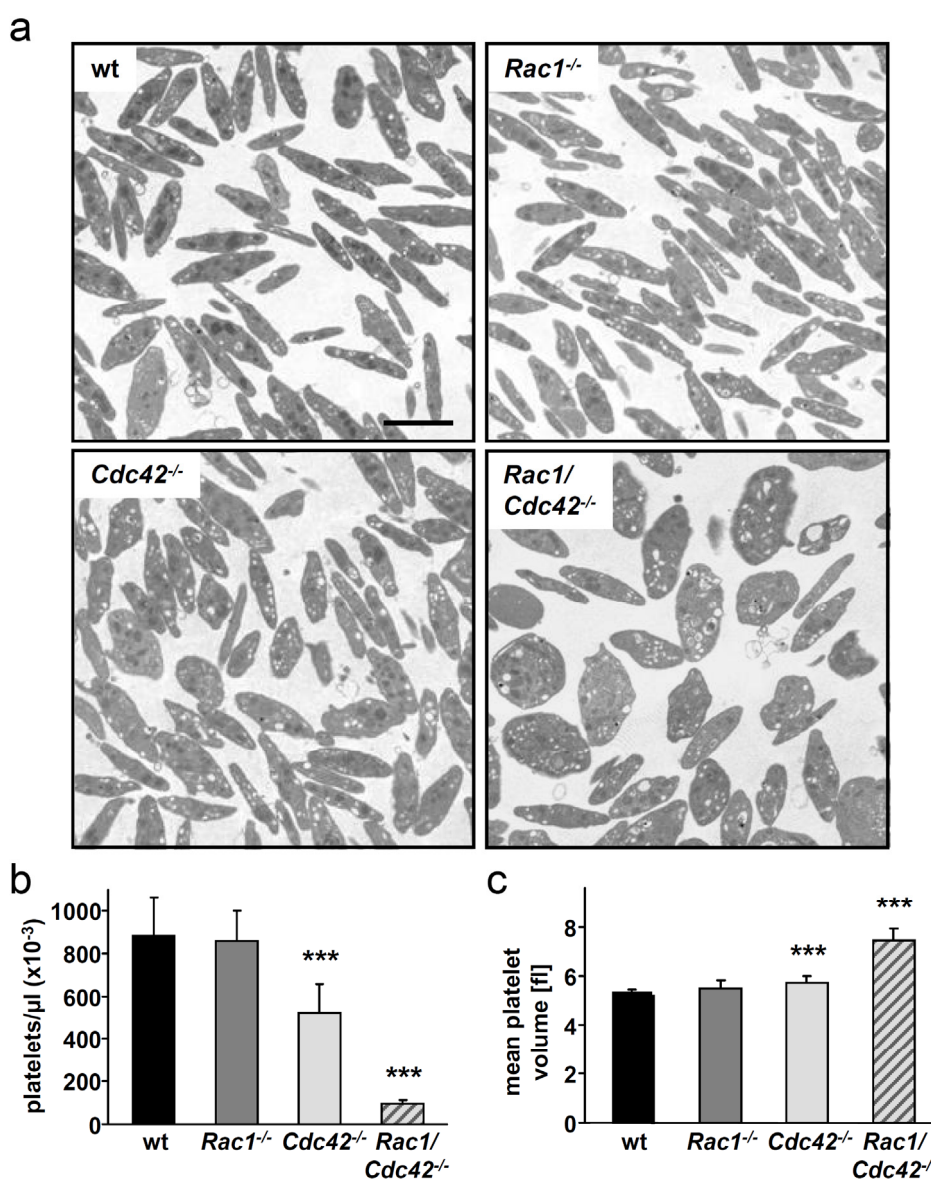 a
wt
Rac1-/-
Cdc42-/-
Rac1/
Cdc42-/-
b
platelets/µl (x10-3)
1000
800
600
400
200
0
***
***
wt
Rac1-/-
Cdc42-/-
Rac1/
Cdc42-/-
c
mean platelet
volume [fl]
8
6
4
2
0
***
***
wt
Rac1-/-
Cdc42-/-
Rac1/
Cdc42-/-